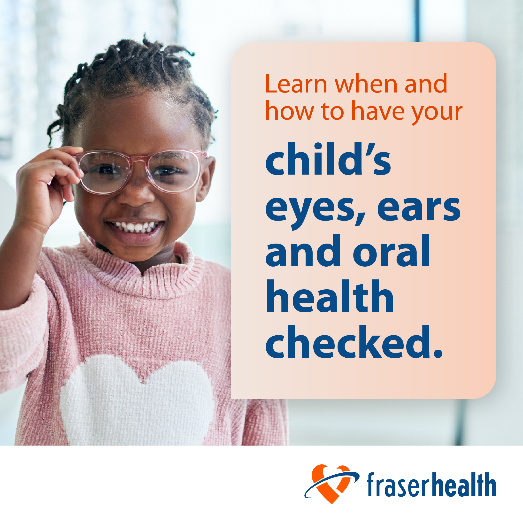 Learn when and
how to have your
child's
eyes, ears
and oral
health
checked.
fraserhealth